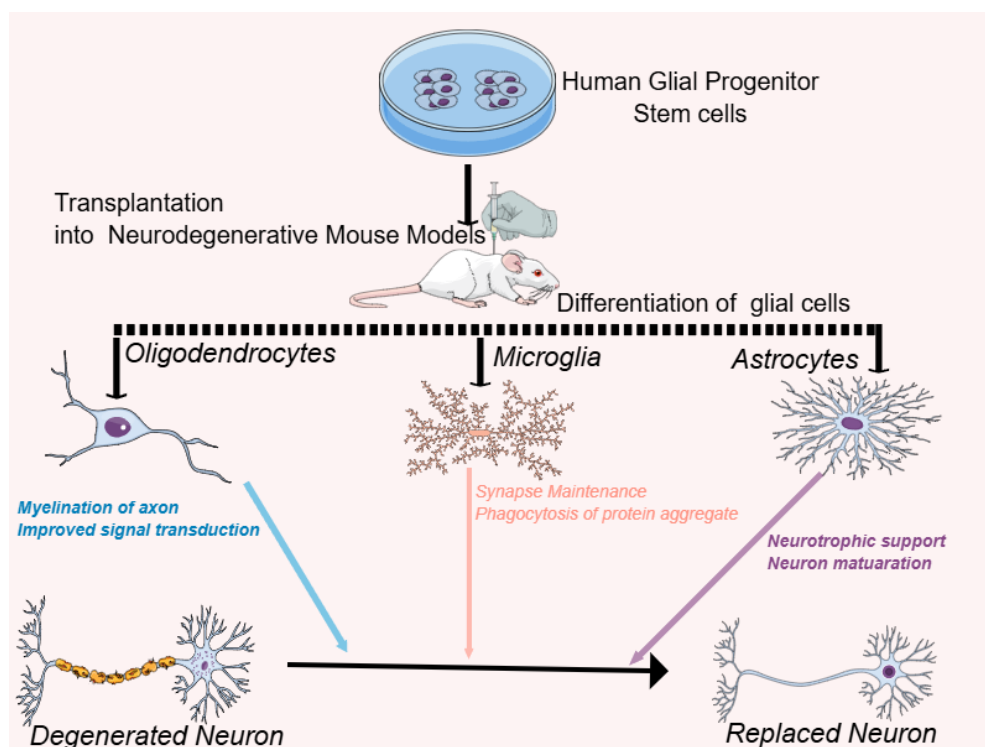 Human Glial Progenitor
Stem cells
Transplantation
into Neurodegenerative Mouse Models
Differentiation of glial cells
Oligodendrocytes
Microglia
Astrocytes
Myelination of axon
Improved signal transduction
Synapse Maintenance
Phagocytosis of protein aggregate
Neurotrophic support
Neuron matuaration
Degenerated Neuron
Replaced Neuron